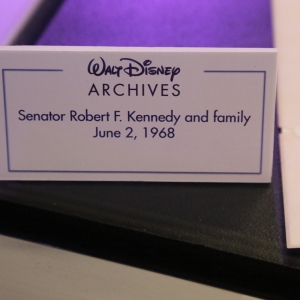 Walt Disney
ARCHIVES
Senator Robert F. Kennedy and family
June 2, 1968